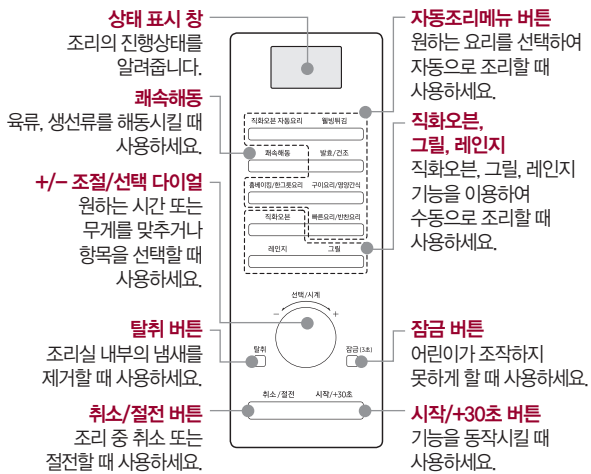 상태 표시 창
조리의 진행상태를
알려줍니다.
쾌속해동
육류, 생선류를 해동시킬 때
사용하세요.
+/− 조절/선택 다이얼
원하는 시간 또는
무게를 맞추거나
항목을 선택할 때
사용하세요.
탈취 버튼
조리실 내부의 냄새를
제거할 때 사용하세요.
취소/절전 버튼
조리 중 취소 또는
절전할 때 사용하세요.
직화오븐 자동요리 웰빙튀김
쾌속해동 발효/건조
홈베이킹/한그릇요리 구이요리/영양간식
직화오븐 빠른요리/반찬요리
레인지 그릴
선택/시계
− +
탈취 잠금(3초)
취소/절전 시작/+30초
자동조리메뉴 버튼
원하는 요리를 선택하여
자동으로 조리할 때
사용하세요.
직화오븐,
그릴, 레인지
직화오븐, 그릴, 레인지
기능을 이용하여
수동으로 조리할 때
사용하세요.
잠금 버튼
어린이가 조작하지
못하게 할 때 사용하세요.
시작/+30초 버튼
기능을 동작시킬 때
사용하세요.